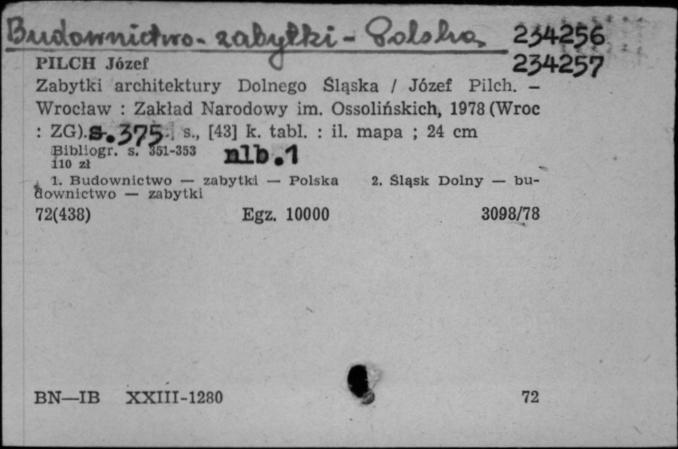 Budownictwo - zabytki - Polska 234256
PILCH Józef 234257
Zabytki architektury Dolnego Śląska / Józef Pilch. –
Wrocław : Zakład Narodowy im. Ossolińskich, 1978 (Wroc
: ZG). s. 375 s., [43] k. tabl. : il. mapa ; 24 cm
Bibliogr. s. 351-353 nlb. 1
110 zł
1. Budownictwo — zabytki — Polska 2. Śląsk Dolny — bu-
downictwo — zabytki
72(438) Egz. 10000 3098/78
BN—IB XXIII-1280 72